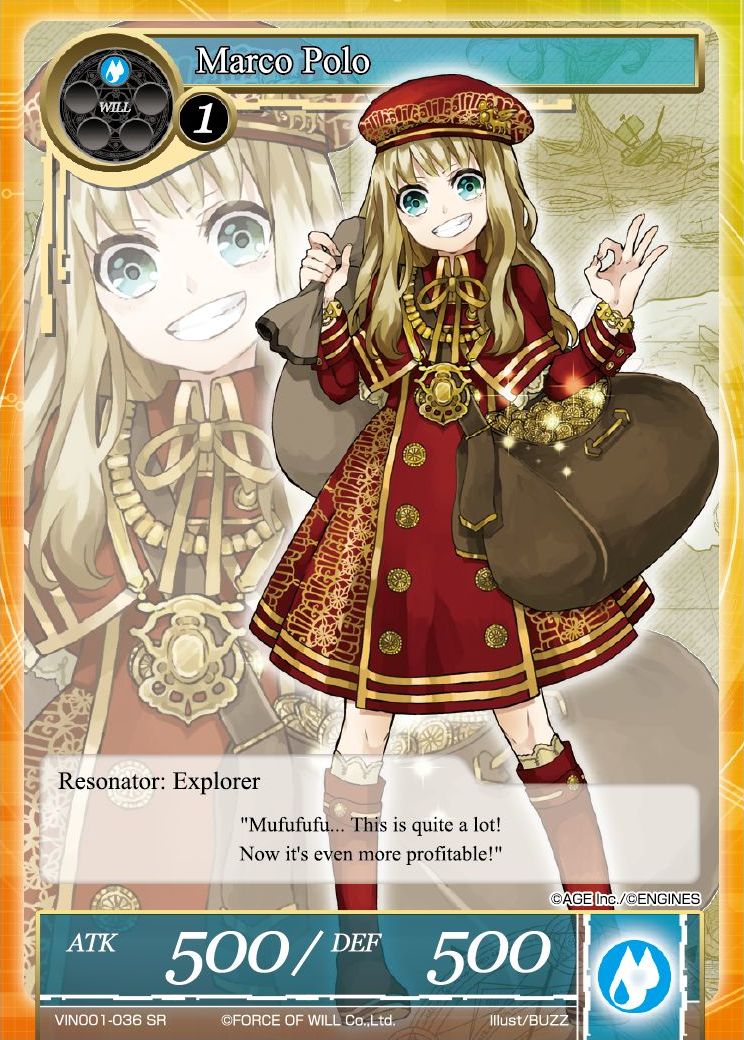 Marco Polo
WILL
1
Resonator: Explorer
"Mufufufu... This is quite a lot!
Now it's even more profitable!"
©AGE Inc./©ENGINES
ATK 500/ DEF 500
VIN001-036 SR ©FORCE OF WILL Co.,Ltd. Illust/BUZZ